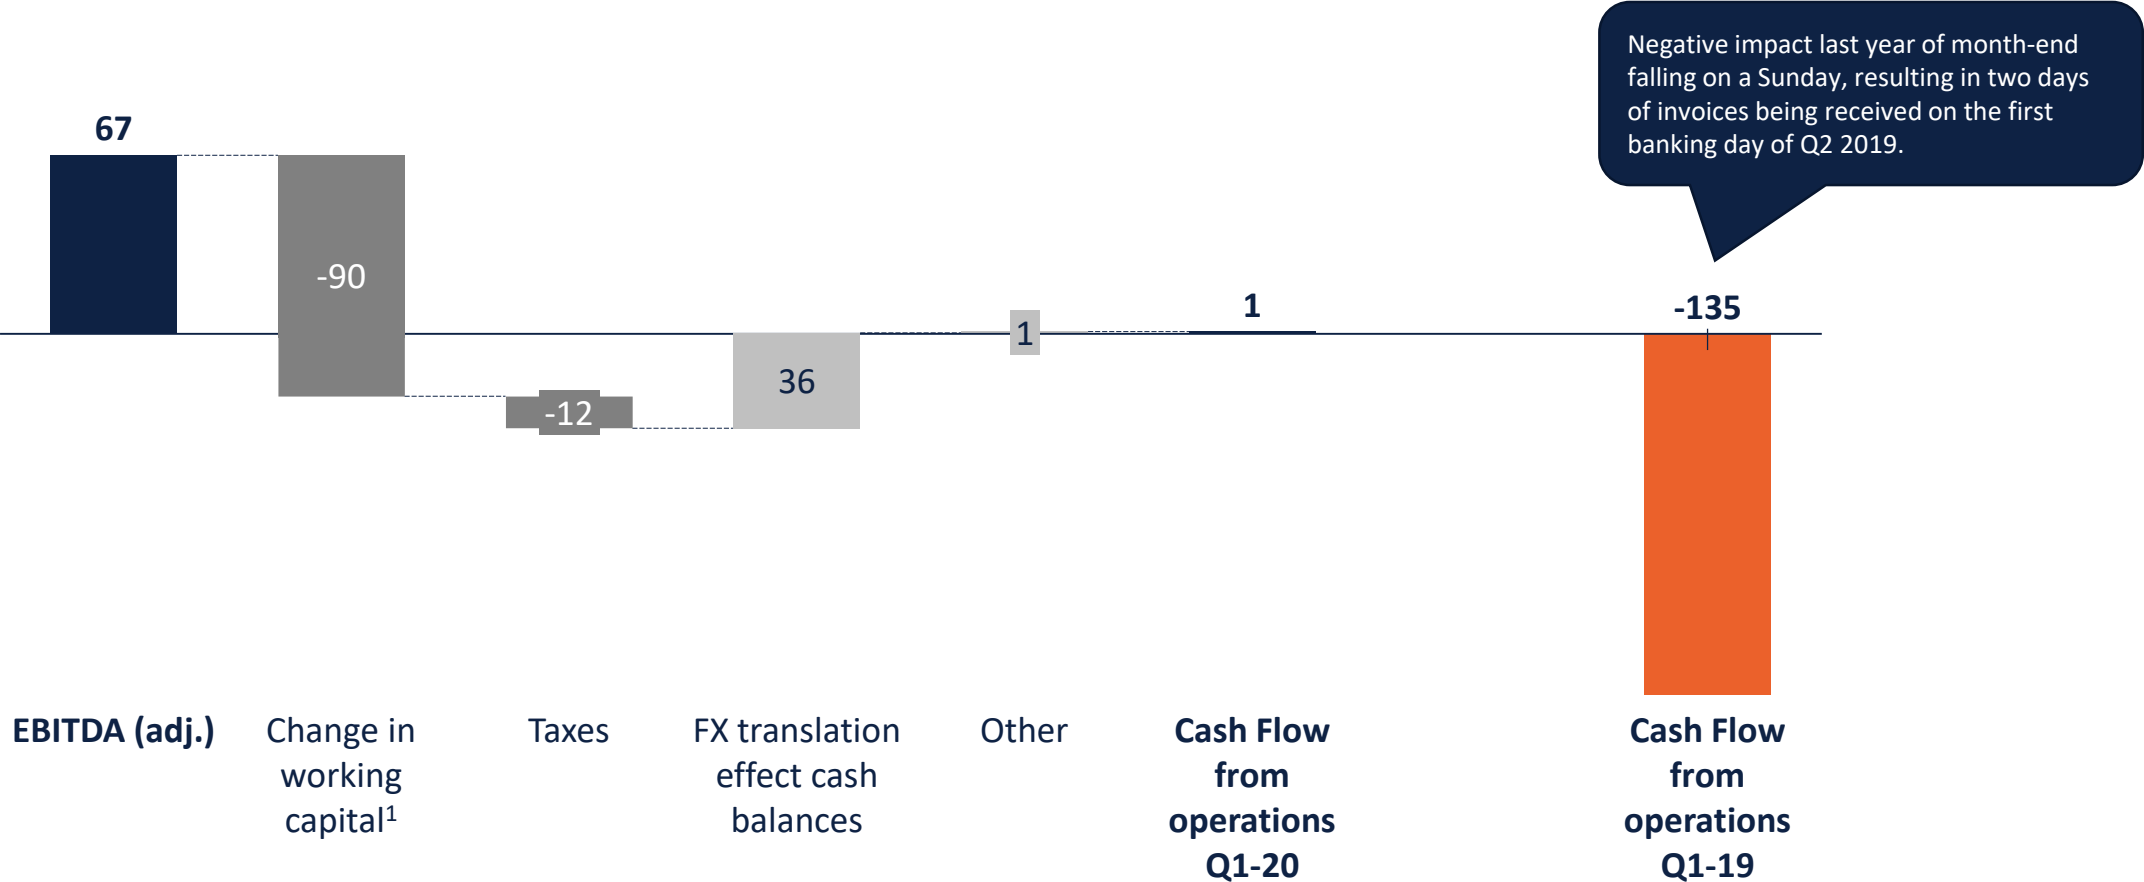 Negative impact last year of month-end
falling on a Sunday, resulting in two days
of invoices being received on the first
banking day of Q2 2019.
67
-90
-12
36
1
1
-135
EBITDA (adj.)
Change in
working
capital¹
Taxes
FX translation
effect cash
balances
Other
Cash Flow
from
operations
Q1-20
Cash Flow
from
operations
Q1-19